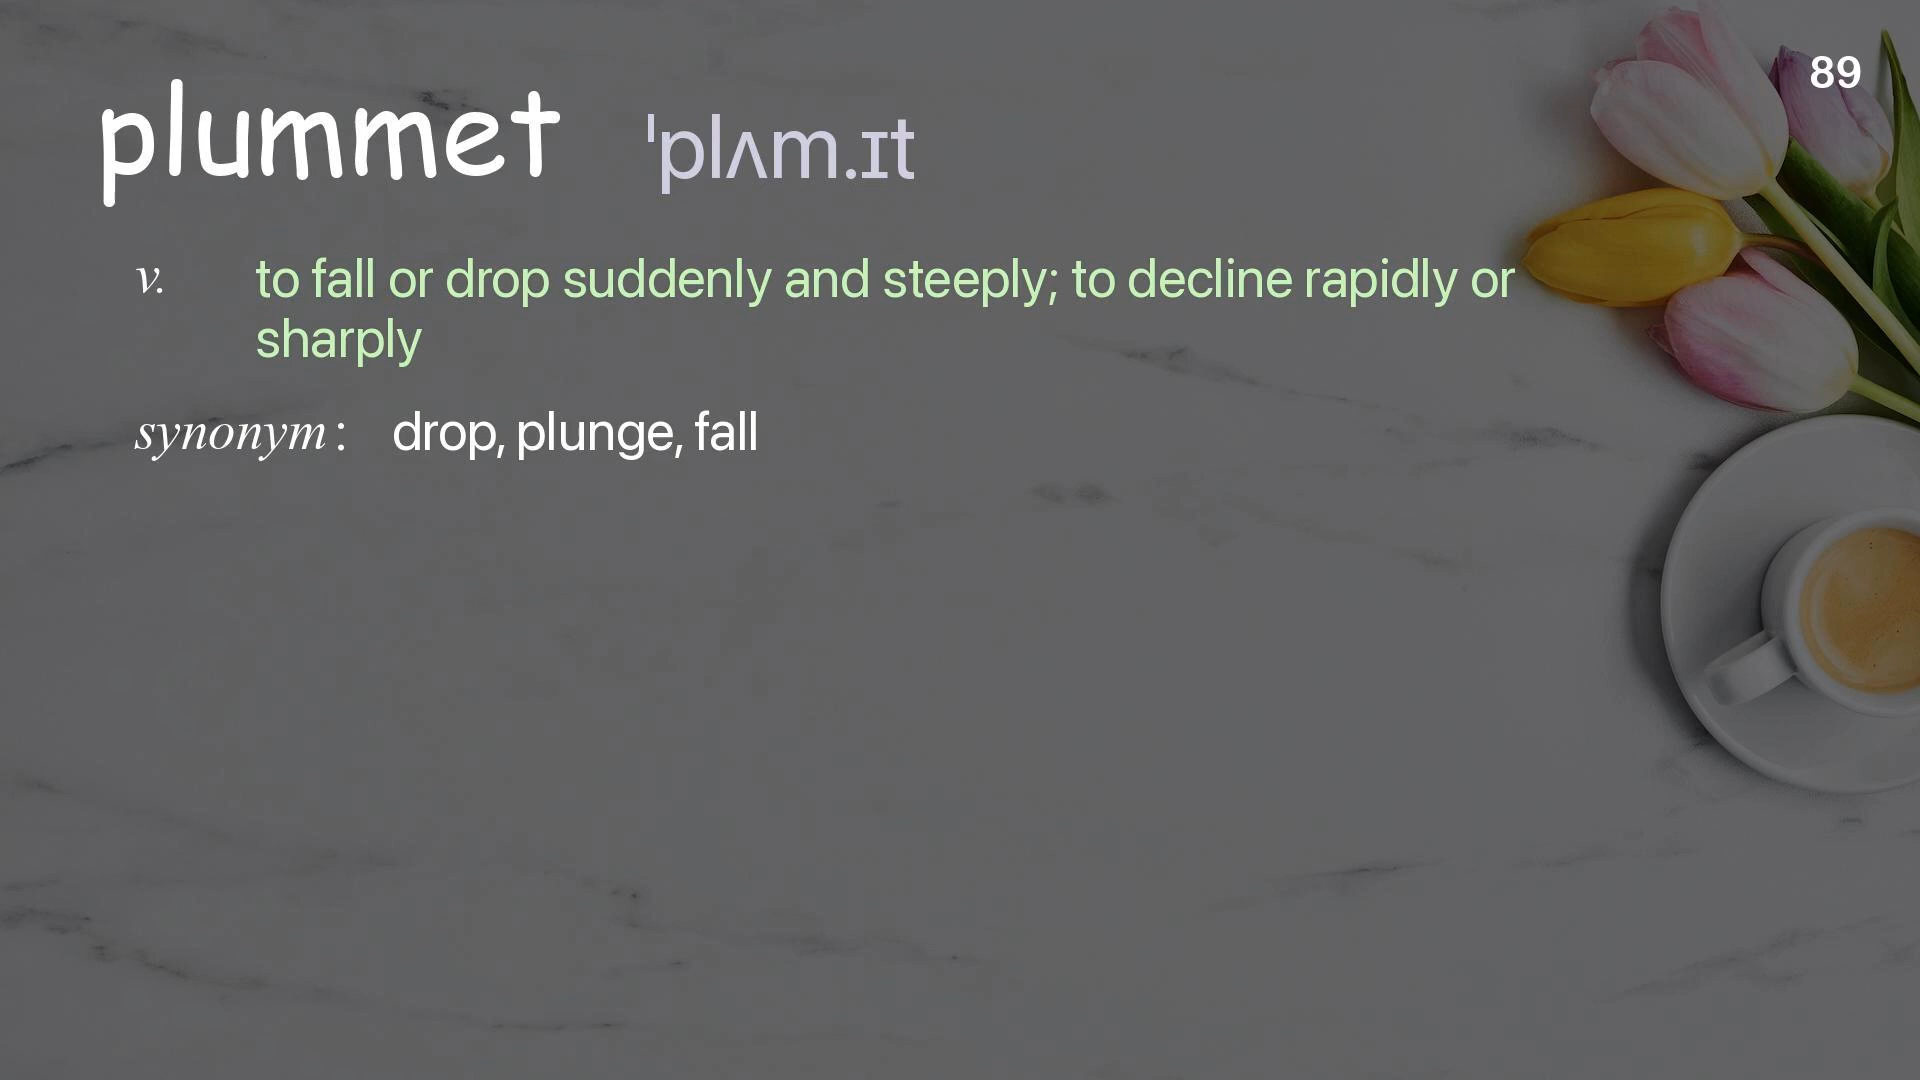 89
plummet ˈplʌm.ɪt
v. to fall or drop suddenly and steeply; to decline rapidly or
sharply
synonym: drop, plunge, fall